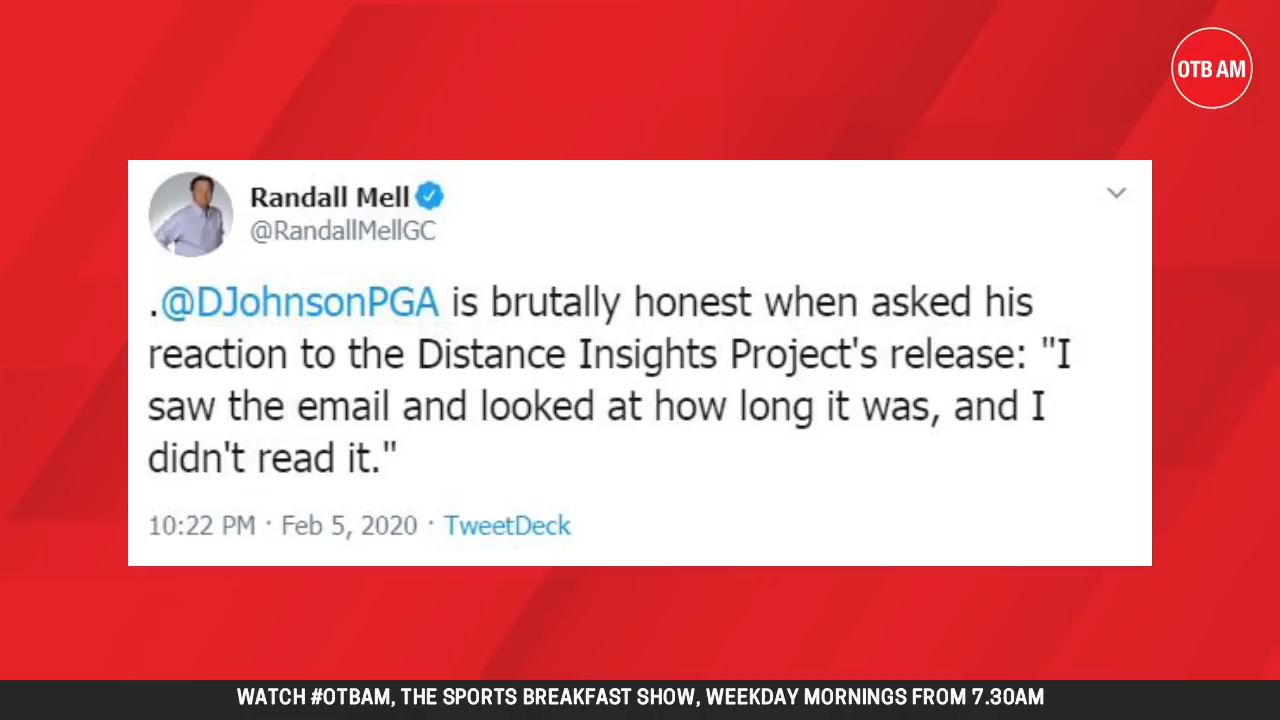 OTB AM
Randall Mell
@RandallMellGC
.@DJohnsonPGA is brutally honest when asked his
reaction to the Distance Insights Project's release: "I
saw the email and looked at how long it was, and I
didn't read it."
10:22 PM · Feb 5, 2020 · TweetDeck
WATCH #OTBAM, THE SPORTS BREAKFAST SHOW, WEEKDAY MORNINGS FROM 7.30AM